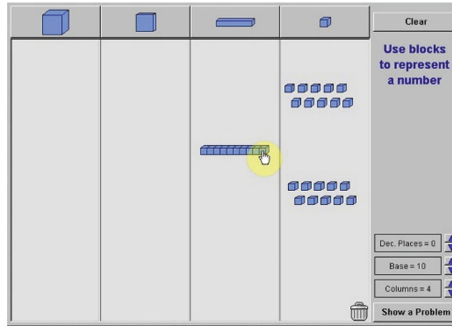 Clear
Use blocks
to represent
a number
Dec. Places = 0
Base = 10
Columns = 4
Show a Problem